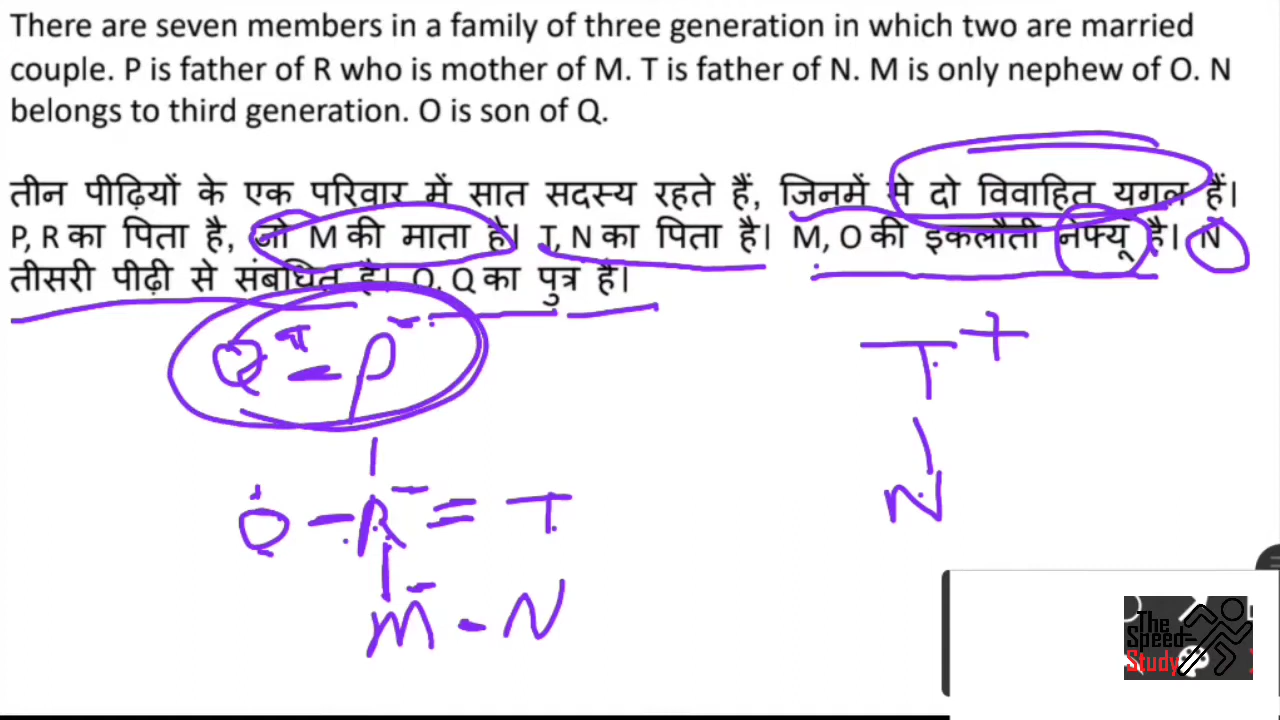 There are seven members in a family of three generation in which two are married
couple. P is father of R who is mother of M. T is father of N. M is only nephew of O. N
belongs to third generation. O is son of Q.
तीन पीढ़ियों के एक परिवार में सात सदस्य रहते हैं, जिनमें से दो विवाहित युगल हैं।
P, R का पिता है, जो M की माता है। T, N का पिता है। M, O की इकलौती नेफ्यू है। N
तीसरी पीढ़ी से संबंधित है। O, Q का पुत्र है।
Q = P
T +
N
O - R = T
M - N
The
Speed
Study